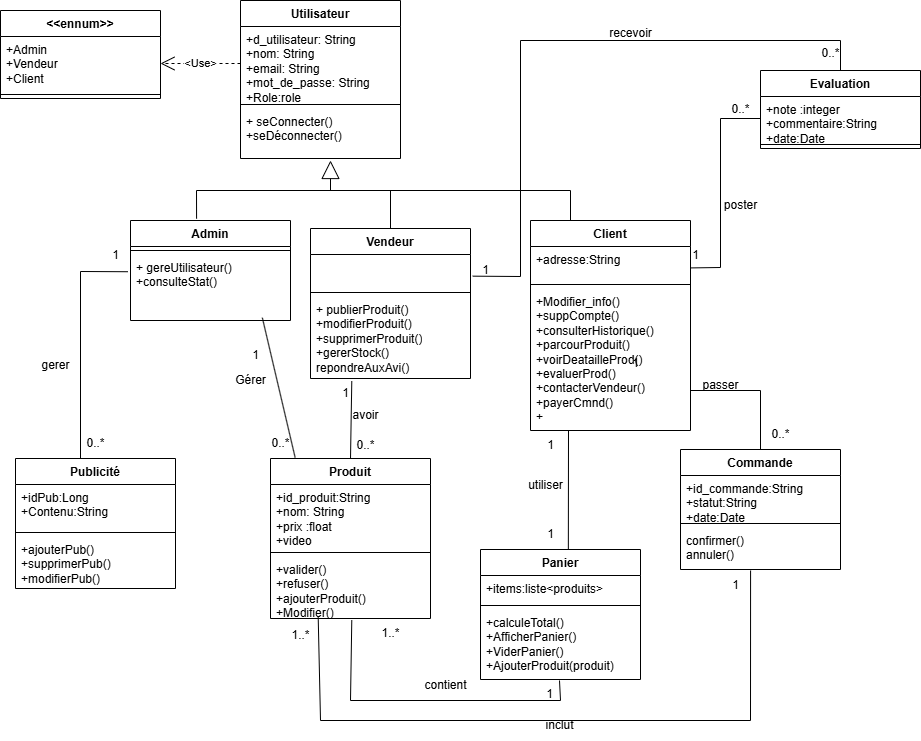 <<ennum>>
+Admin
+Vendeur
+Client
<Use>
Utilisateur
+d_utilisateur: String
+nom: String
+email: String
+mot_de_passe: String
+Role:role
+ seConnecter()
+seDéconnecter()
recevoir
0..*
Evaluation
+note :integer
+commentaire:String
+date:Date
0..*
poster
1
Admin
+ gereUtilisateur()
+consulteStat()
1
gerer
0..*
1
Gérer
0..*
Vendeur
+ publierProduit()
+modifierProduit()
+supprimerProduit()
+gererStock()
repondreAuxAvi()
1
1
avoir
0..*
Client
+adresse:String
+Modifier_info()
+suppCompte()
+consulterHistorique()
+parcourProduit()
+voirDeatailleProd()
+evaluerProd()
+contacterVendeur()
+payerCmnd()
+
passer
0..*
1
utiliser
1
Publicité
+idPub:Long
+Contenu:String
+ajouterPub()
+supprimerPub()
+modifierPub()
Produit
+id_produit:String
+nom: String
+prix :float
+video
+valider()
+refuser()
+ajouterProduit()
+Modifier()
1..*
1..*
Panier
+items:liste<produits>
+calculeTotal()
+AfficherPanier()
+ViderPanier()
+AjouterProduit(produit)
contient
1
Commande
+id_commande:String
+statut:String
+date:Date
confirmer()
annuler()
1
inclut